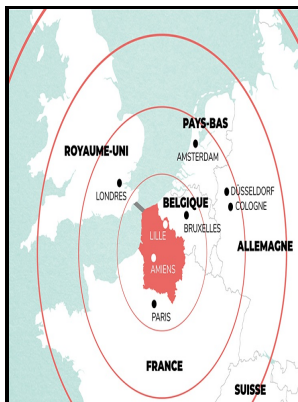 PAYS-BAS
ROYAUME-UNI
AMSTERDAM
DÜSSELDORF
LONDRES
BELGIQUE
COLOGNE
LILLE
BRUXELLES
ALLEMAGNE
AMIENS
PARIS
FRANCE
SUISSE